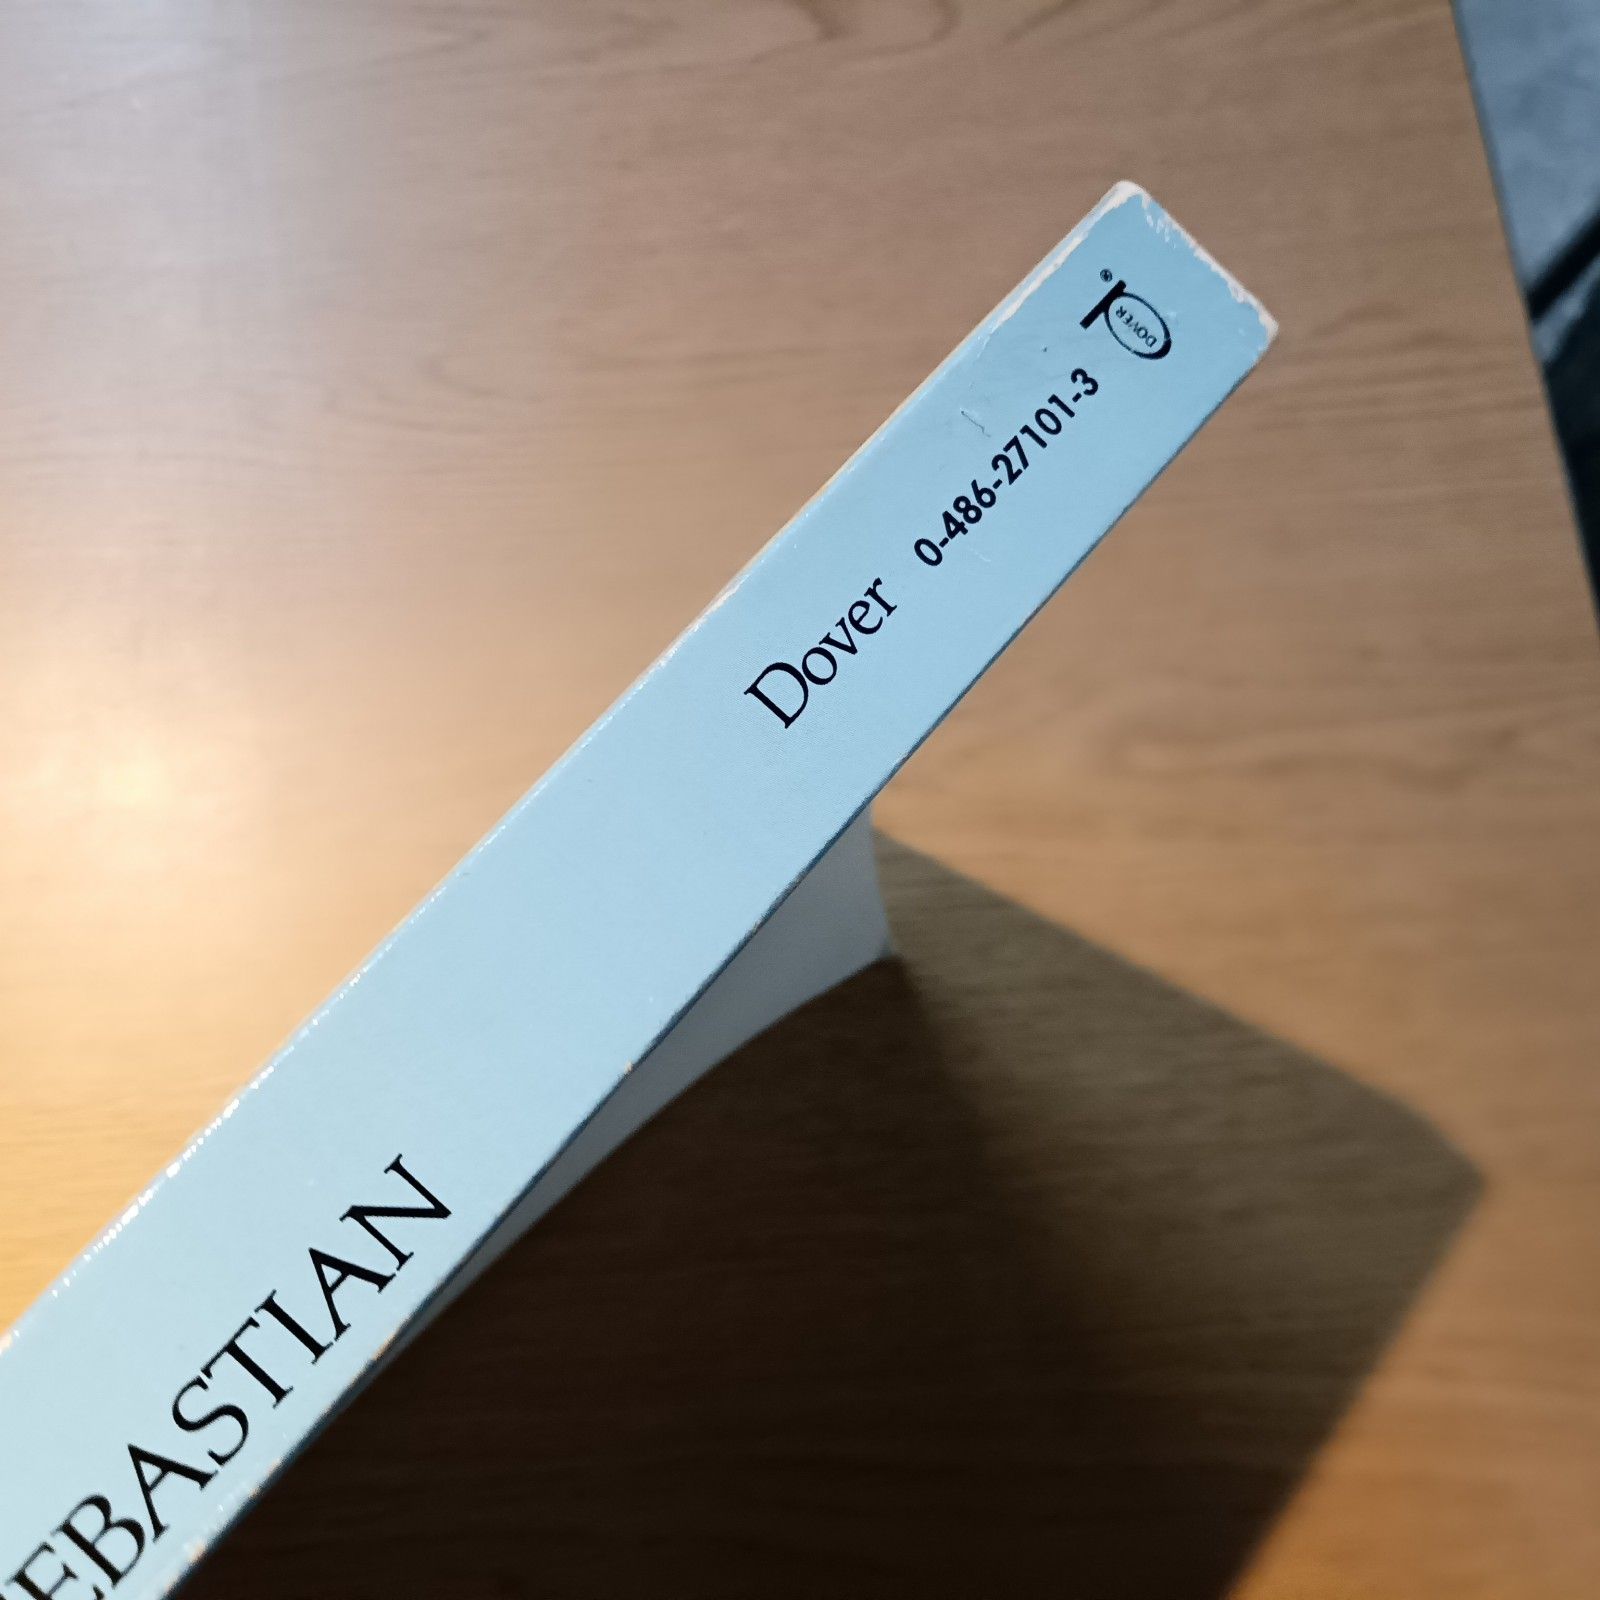 EBASTIAN
Dover
0-486-27101-3
DOVER
®